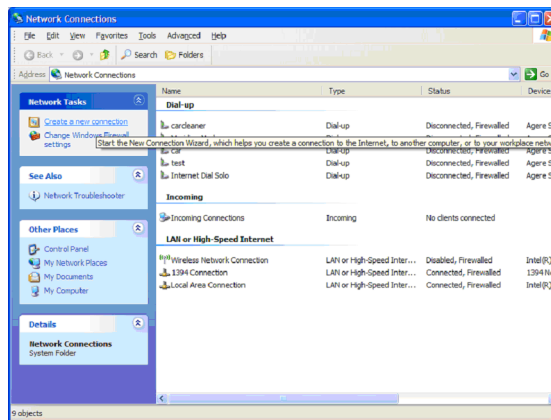 Network Connections
File Edit View Favorites Tools Advanced Help
Back Search Folders
Address Network Connections Go
Name Type Status Device
Network Tasks
Create a new connection
Change Windows Firewall
settings
Start the New Connection Wizard, which helps you create a connection to the Internet, to another computer, or to your workplace netw
See Also
Network Troubleshooter
Other Places
Control Panel
My Network Places
My Documents
My Computer
Details
Network Connections
System Folder
Dial-up
carcleaner Dial-up Disconnected, Firewalled Agere S
car Dial-up Disconnected, Firewalled Agere S
test Dial-up Disconnected, Firewalled Agere S
Internet Dial Solo Dial-up Disconnected, Firewalled Agere S
Incoming
Incoming Connections Incoming No clients connected
LAN or High-Speed Internet
Wireless Network Connection LAN or High-Speed Inter... Disabled, Firewalled Intel(R)
1394 Connection LAN or High-Speed Inter... Connected, Firewalled 1394 N
Local Area Connection LAN or High-Speed Inter... Connected, Firewalled Intel(R)
9 objects